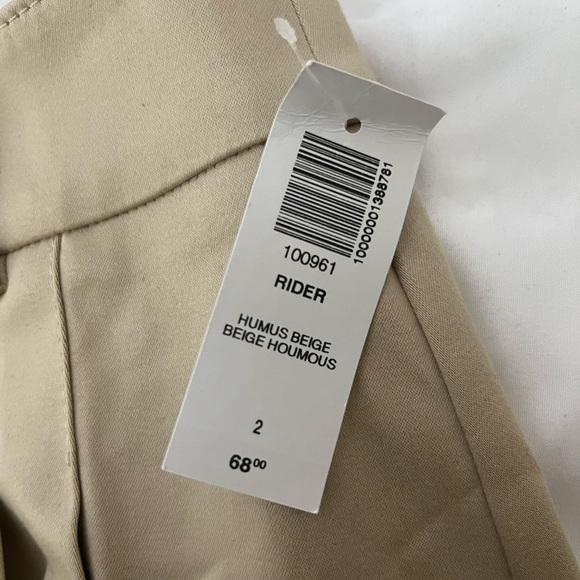 10000001388781
100961
RIDER
HUMUS BEIGE
BEIGE HOUMOUS
2
68 00